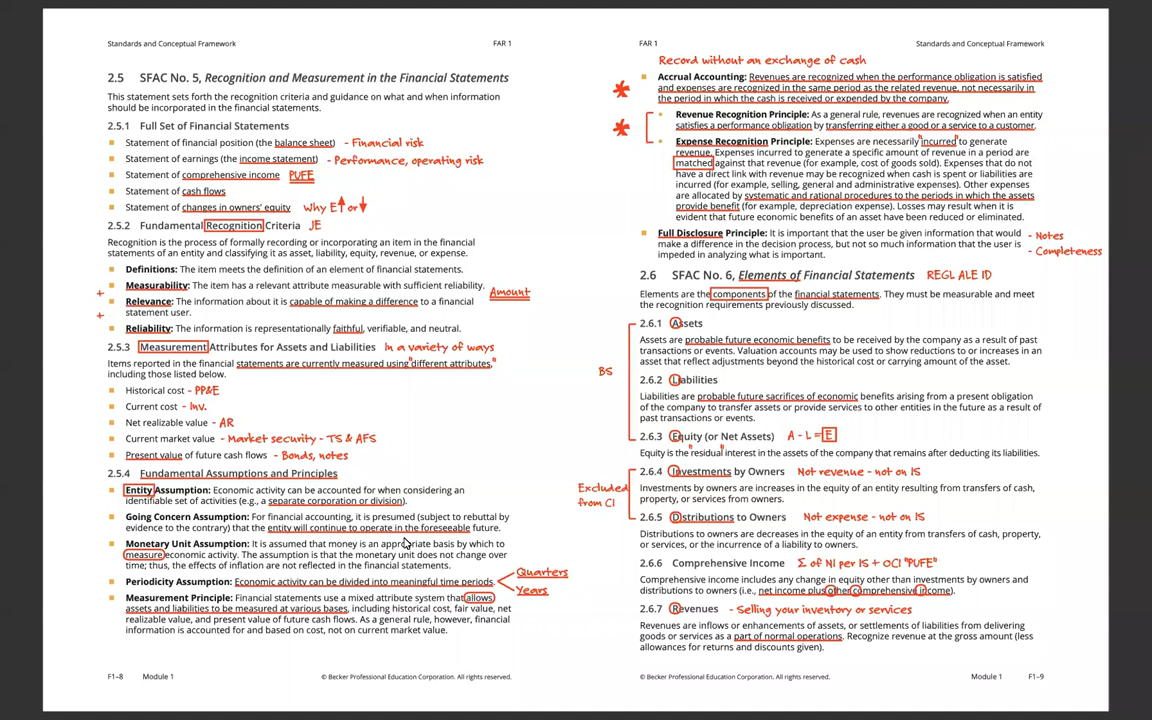 Standards and Conceptual Framework FAR 1
2.5 SFAC No. 5, Recognition and Measurement in the Financial Statements
This statement sets forth the recognition criteria and guidance on what and when information
should be incorporated in the financial statements.
2.5.1 Full Set of Financial Statements
Statement of financial position (the balance sheet) - Financial risk
Statement of earnings (the income statement) - Performance, operating risk
Statement of comprehensive income PUFE
Statement of cash flows
Statement of changes in owners' equity Why E↑ or↓
2.5.2 Fundamental Recognition Criteria JE
Recognition is the process of formally recording or incorporating an item in the financial
statements of an entity and classifying it as asset, liability, equity, revenue, or expense.
Definitions: The item meets the definition of an element of financial statements.
+ Measurability: The item has a relevant attribute measurable with sufficient reliability. Amount
Relevance: The information about it is capable of making a difference to a financial
+ statement user.
Reliability: The information is representationally faithful, verifiable, and neutral.
2.5.3 Measurement Attributes for Assets and Liabilities In a variety of ways
Items reported in the financial statements are currently measured using "different attributes,"
including those listed below.
Historical cost - PP&E
Current cost - Inv.
Net realizable value - AR
Current market value - Market security - TS & AFS
Present value of future cash flows - Bonds, notes
2.5.4 Fundamental Assumptions and Principles
Entity Assumption: Economic activity can be accounted for when considering an
identifiable set of activities (e.g., a separate corporation or division).
Going Concern Assumption: For financial accounting, it is presumed (subject to rebuttal by
evidence to the contrary) that the entity will continue to operate in the foreseeable future.
Monetary Unit Assumption: It is assumed that money is an appropriate basis by which to
measure economic activity. The assumption is that the monetary unit does not change over
time; thus, the effects of inflation are not reflected in the financial statements.
Periodicity Assumption: Economic activity can be divided into meaningful time periods. Quarters
Years
Measurement Principle: Financial statements use a mixed attribute system that allows
assets and liabilities to be measured at various bases, including historical cost, fair value, net
realizable value, and present value of future cash flows. As a general rule, however, financial
information is accounted for and based on cost, not on current market value.
F1–8 Module 1 © Becker Professional Education Corporation. All rights reserved.
FAR 1 Standards and Conceptual Framework
Record without an exchange of cash
* Accrual Accounting: Revenues are recognized when the performance obligation is satisfied
and expenses are recognized in the same period as the related revenue, not necessarily in
the period in which the cash is received or expended by the company.
* Revenue Recognition Principle: As a general rule, revenues are recognized when an entity
satisfies a performance obligation by transferring either a good or a service to a customer.
Expense Recognition Principle: Expenses are necessarily "incurred" to generate
revenue. Expenses incurred to generate a specific amount of revenue in a period are
matched against that revenue (for example, cost of goods sold). Expenses that do not
have a direct link with revenue may be recognized when cash is spent or liabilities are
incurred (for example, selling, general and administrative expenses). Other expenses
are allocated by systematic and rational procedures to the periods in which the assets
provide benefit (for example, depreciation expense). Losses may result when it is
evident that future economic benefits of an asset have been reduced or eliminated.
Full Disclosure Principle: It is important that the user be given information that would - Notes
make a difference in the decision process, but not so much information that the user is - Completeness
impeded in analyzing what is important.
2.6 SFAC No. 6, Elements of Financial Statements REGL ALE ID
Elements are the components of the financial statements. They must be measurable and meet
the recognition requirements previously discussed.
2.6.1 Assets
Assets are probable future economic benefits to be received by the company as a result of past
transactions or events. Valuation accounts may be used to show reductions to or increases in an
asset that reflect adjustments beyond the historical cost or carrying amount of the asset.
BS
2.6.2 Liabilities
Liabilities are probable future sacrifices of economic benefits arising from a present obligation
of the company to transfer assets or provide services to other entities in the future as a result of
past transactions or events.
2.6.3 Equity (or Net Assets) A - L = E
Equity is the "residual" interest in the assets of the company that remains after deducting its liabilities.
2.6.4 Investments by Owners Not revenue - not on IS
Excluded from CI
Investments by owners are increases in the equity of an entity resulting from transfers of cash,
property, or services from owners.
2.6.5 Distributions to Owners Not expense - not on IS
Distributions to owners are decreases in the equity of an entity from transfers of cash, property,
or services, or the incurrence of a liability to owners.
2.6.6 Comprehensive Income Σ of NI per IS + OCI "PUFE"
Comprehensive income includes any change in equity other than investments by owners and
distributions to owners (i.e., net income plus other comprehensive income).
2.6.7 Revenues - Selling your inventory or services
Revenues are inflows or enhancements of assets, or settlements of liabilities from delivering
goods or services as a part of normal operations. Recognize revenue at the gross amount (less
allowances for returns and discounts given).
© Becker Professional Education Corporation. All rights reserved. Module 1 F1–9